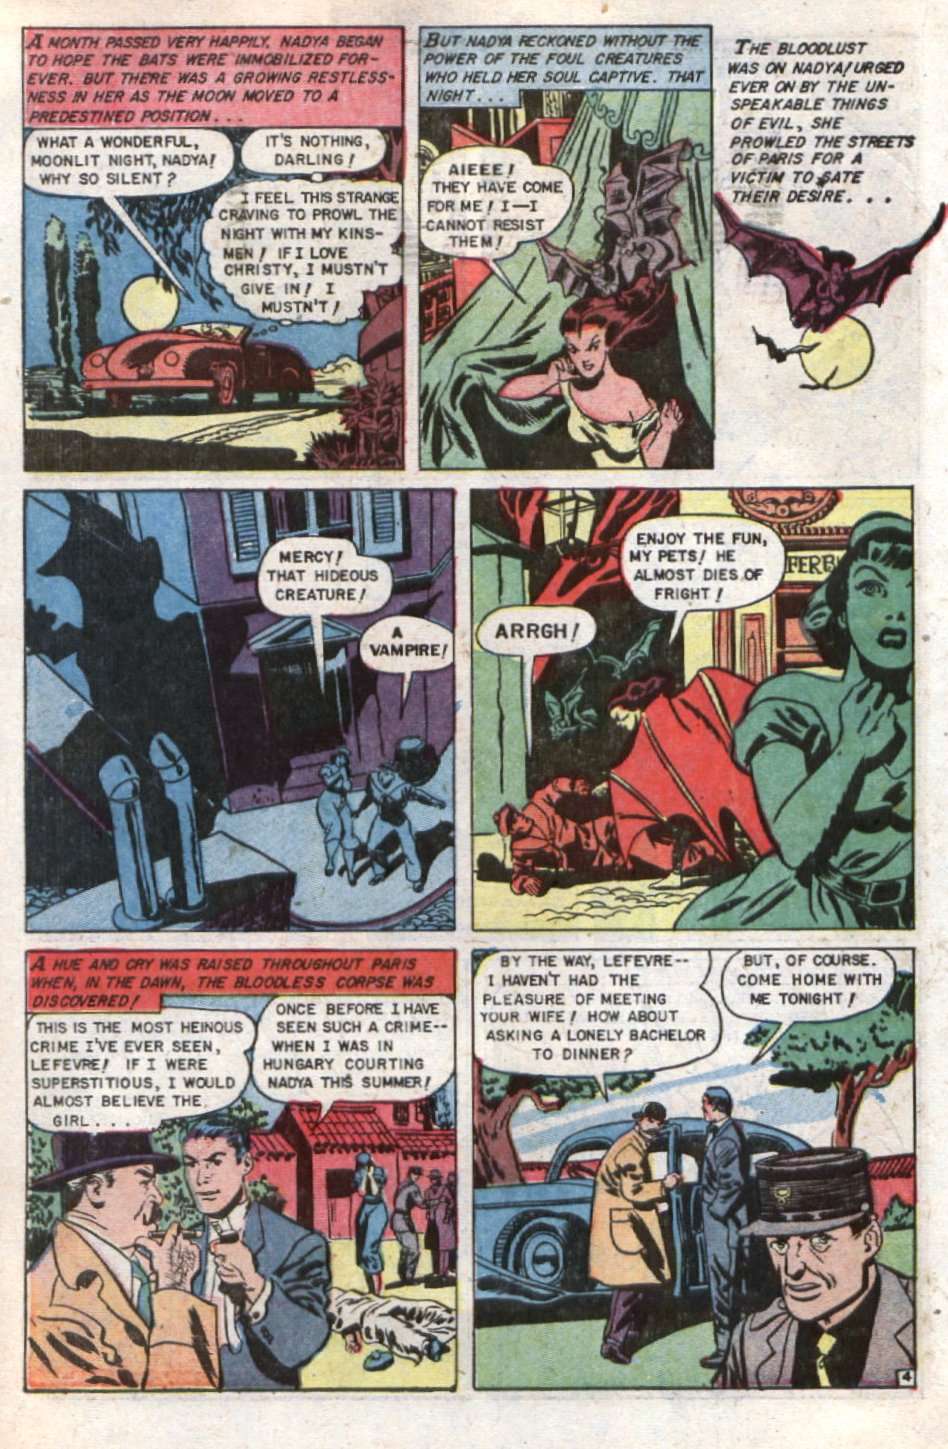 A MONTH PASSED VERY HAPPILY, NADYA BEGAN
TO HOPE THE BATS WERE IMMOBILIZED FOR-
EVER. BUT THERE WAS A GROWING RESTLESS-
NESS IN HER AS THE MOON MOVED TO A
PREDESTINED POSITION...
WHAT A WONDERFUL,
MOONLIT NIGHT, NADYA!
WHY SO SILENT?
IT'S NOTHING,
DARLING!
I FEEL THIS STRANGE
CRAVING TO PROWL THE
NIGHT WITH MY KINS-
MEN! IF I LOVE
CHRISTY, I MUSTN'T
GIVE IN! I
MUSTN'T!
BUT NADYA RECKONED WITHOUT THE
POWER OF THE FOUL CREATURES
WHO HELD HER SOUL CAPTIVE. THAT
NIGHT...
AIEEE!
THEY HAVE COME
FOR ME! I—I
CANNOT RESIST
THEM!
THE BLOODLUST
WAS ON NADYA! URGED
EVER ON BY THE UN-
SPEAKABLE THINGS
OF EVIL, SHE
PROWLED THE STREETS
OF PARIS FOR A
VICTIM TO SATE
THEIR DESIRE...
MERCY!
THAT HIDEOUS
CREATURE!
A
VAMPIRE!
ARRGH!
ENJOY THE FUN,
MY PETS! HE
ALMOST DIES OF
FRIGHT!
FERB
A HUE AND CRY WAS RAISED THROUGHOUT PARIS
WHEN, IN THE DAWN, THE BLOODLESS CORPSE WAS
DISCOVERED!
THIS IS THE MOST HEINOUS
CRIME I'VE EVER SEEN,
LEFEVRE! IF I WERE
SUPERSTITIOUS, I WOULD
ALMOST BELIEVE THE
GIRL...
ONCE BEFORE I HAVE
SEEN SUCH A CRIME--
WHEN I WAS IN
HUNGARY COURTING
NADYA THIS SUMMER!
BY THE WAY, LEFEVRE--
I HAVEN'T HAD THE
PLEASURE OF MEETING
YOUR WIFE! HOW ABOUT
ASKING A LONELY BACHELOR
TO DINNER?
BUT, OF COURSE.
COME HOME WITH
ME TONIGHT!
4